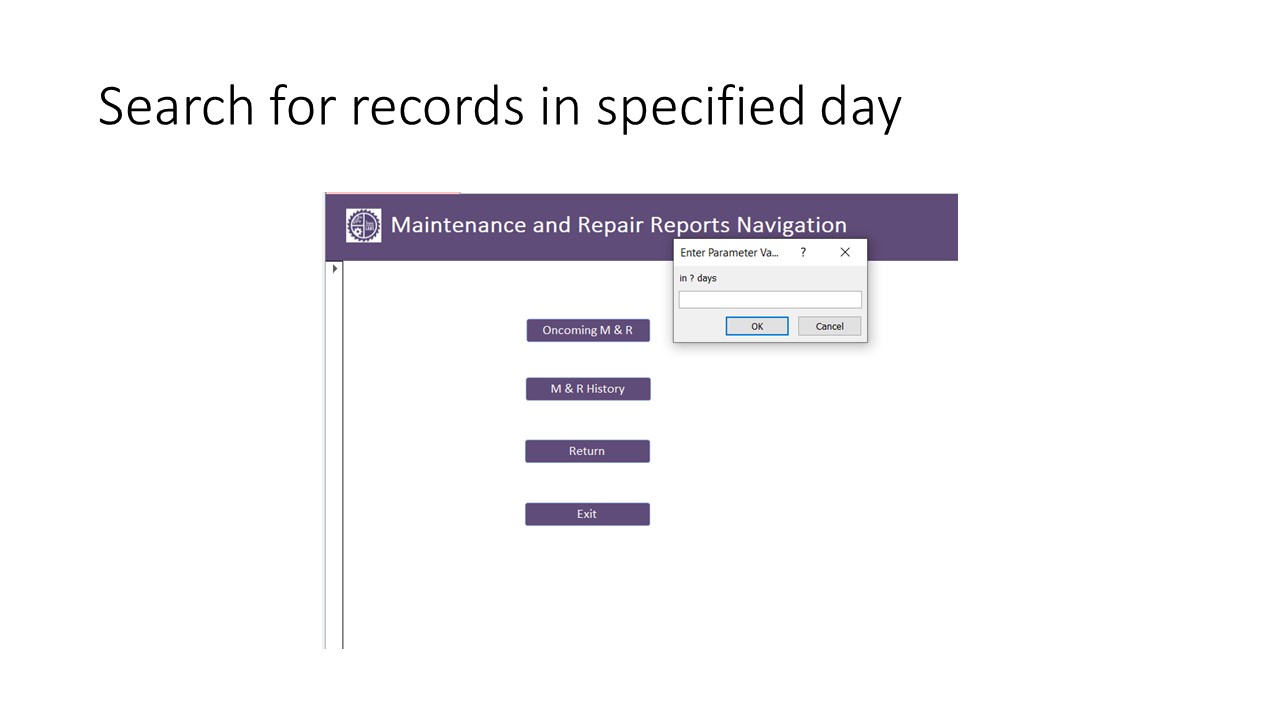 Search for records in specified day
Maintenance and Repair Reports Navigation
Enter Parameter Va... ?
in ? days
OK Cancel
Oncoming M & R
M & R History
Return
Exit